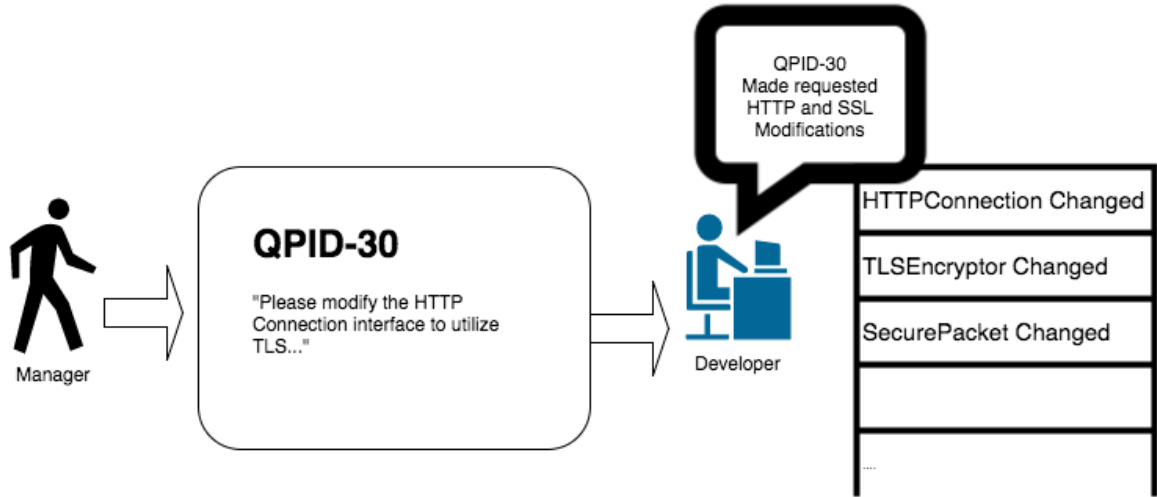 QPID-30
Made requested
HTTP and SSL
Modifications
HTTPConnection Changed
QPID-30
TLSEncryptor Changed
"Please modify the HTTP
Connection interface to utilize
TLS..."
SecurePacket Changed
Manager
Developer
....